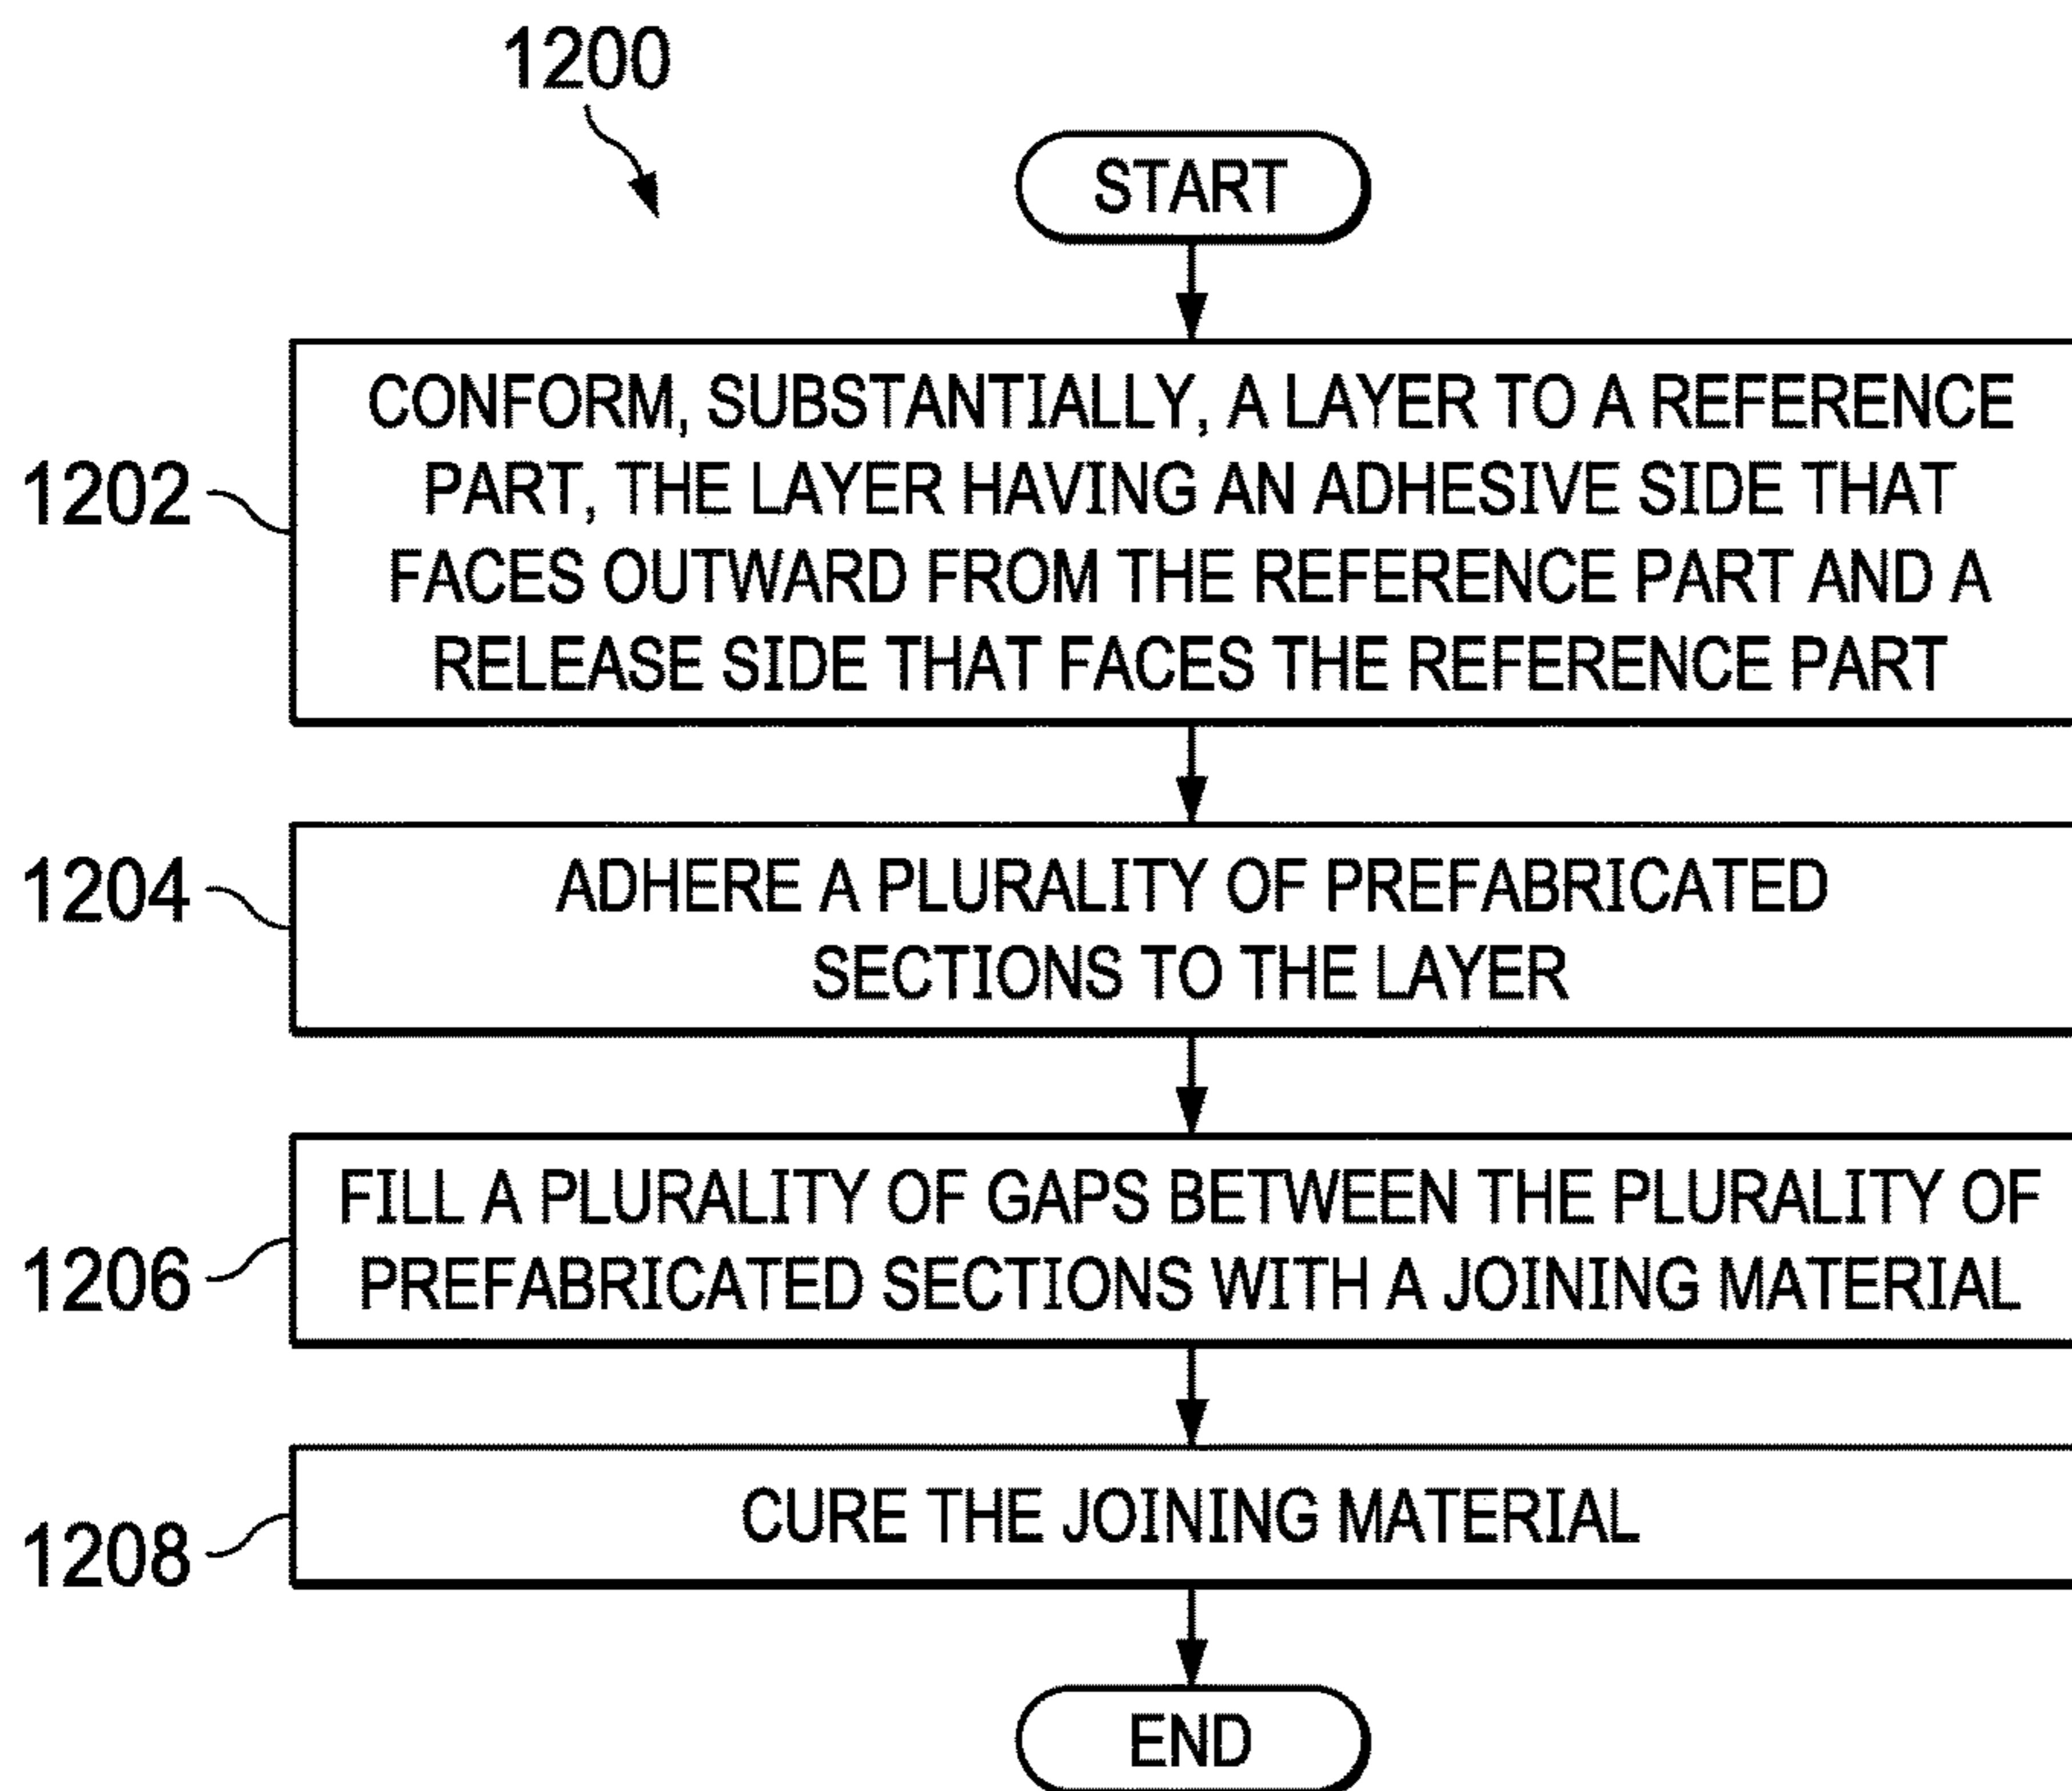 1200
START
1202
CONFORM, SUBSTANTIALLY, A LAYER TO A REFERENCE
PART, THE LAYER HAVING AN ADHESIVE SIDE THAT
FACES OUTWARD FROM THE REFERENCE PART AND A
RELEASE SIDE THAT FACES THE REFERENCE PART
1204
ADHERE A PLURALITY OF PREFABRICATED
SECTIONS TO THE LAYER
1206
FILL A PLURALITY OF GAPS BETWEEN THE PLURALITY OF
PREFABRICATED SECTIONS WITH A JOINING MATERIAL
1208
CURE THE JOINING MATERIAL
END